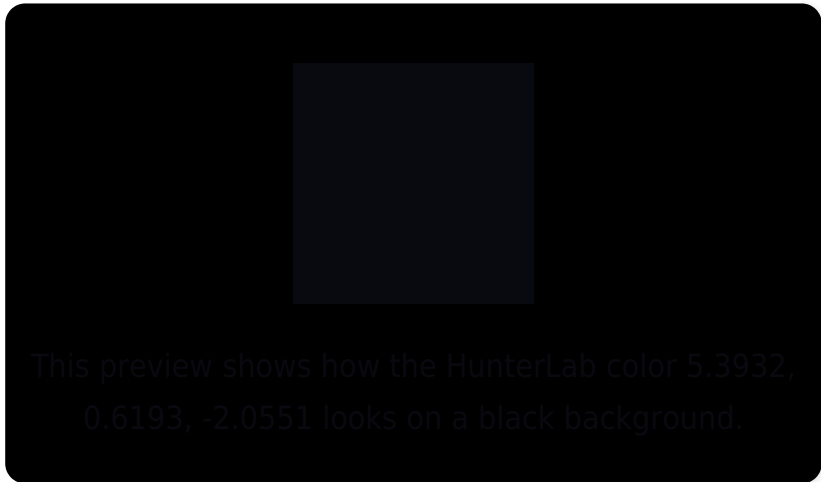 This preview shows how the HunterLab color 5.3932,
0.6193, -2.0551 looks on a black background.